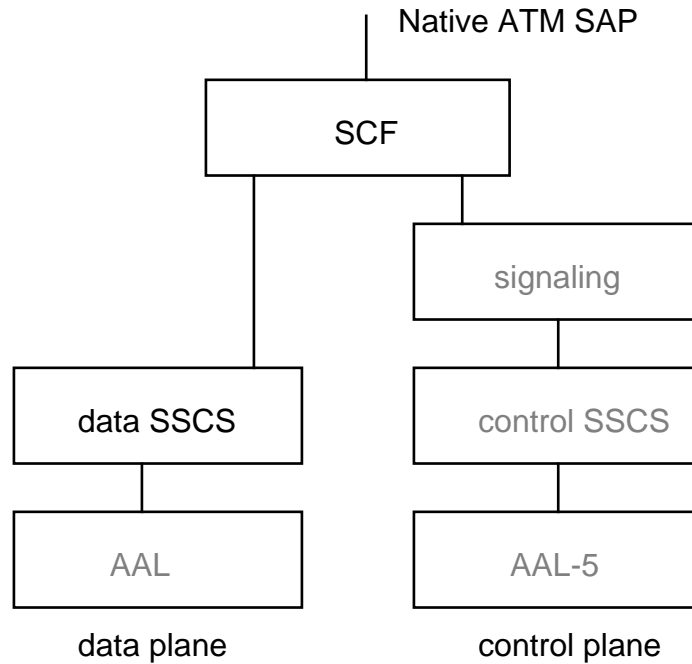 Native ATM SAP
SCF
signaling
data SSCS
control SSCS
AAL
AAL-5
data plane
control plane